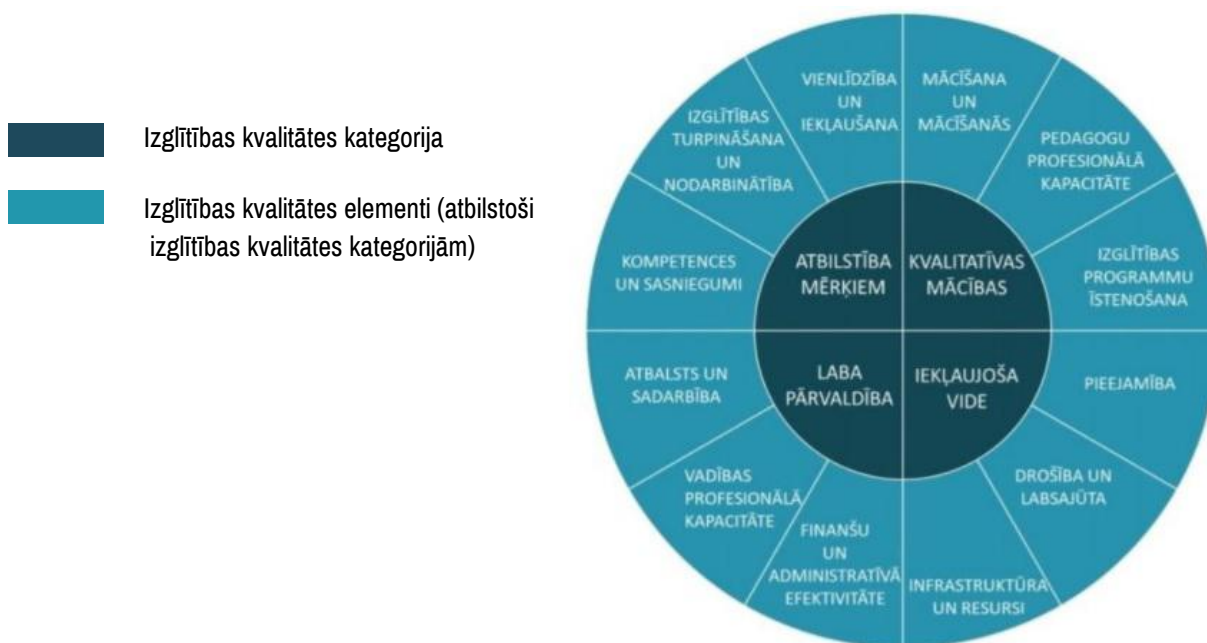 Izglītības kvalitātes kategorija
Izglītības kvalitātes elementi (atbilstoši
izglītības kvalitātes kategorijām)
VIENLĪDZĪBA
UN
IEKĻAUŠANA
MĀCĪŠANA
UN
MĀCĪŠANĀS
IZGLĪTĪBAS
TURPINĀŠANA
UN
NODARBINĀTĪBA
PEDAGOGU
PROFESIONĀLĀ
KAPACITĀTE
KOMPETENCES
UN SASNIEGUMI
ATBILSTĪBA
MĒRĶIEM
KVALITATĪVAS
MĀCĪBAS
IZGLĪTĪBAS
PROGRAMMU
ĪSTENOŠANA
ATBALSTS UN
SADARBĪBA
LABA
PĀRVALDĪBA
IEKĻAUJOŠA
VIDE
PIEEJAMĪBA
VADĪBAS
PROFESIONĀLĀ
KAPACITĀTE
DROŠĪBA UN
LABSAJŪTA
FINANŠU
UN
ADMINISTRATĪVĀ
EFEKTIVITĀTE
INFRASTRUKTŪRA
UN RESURSI